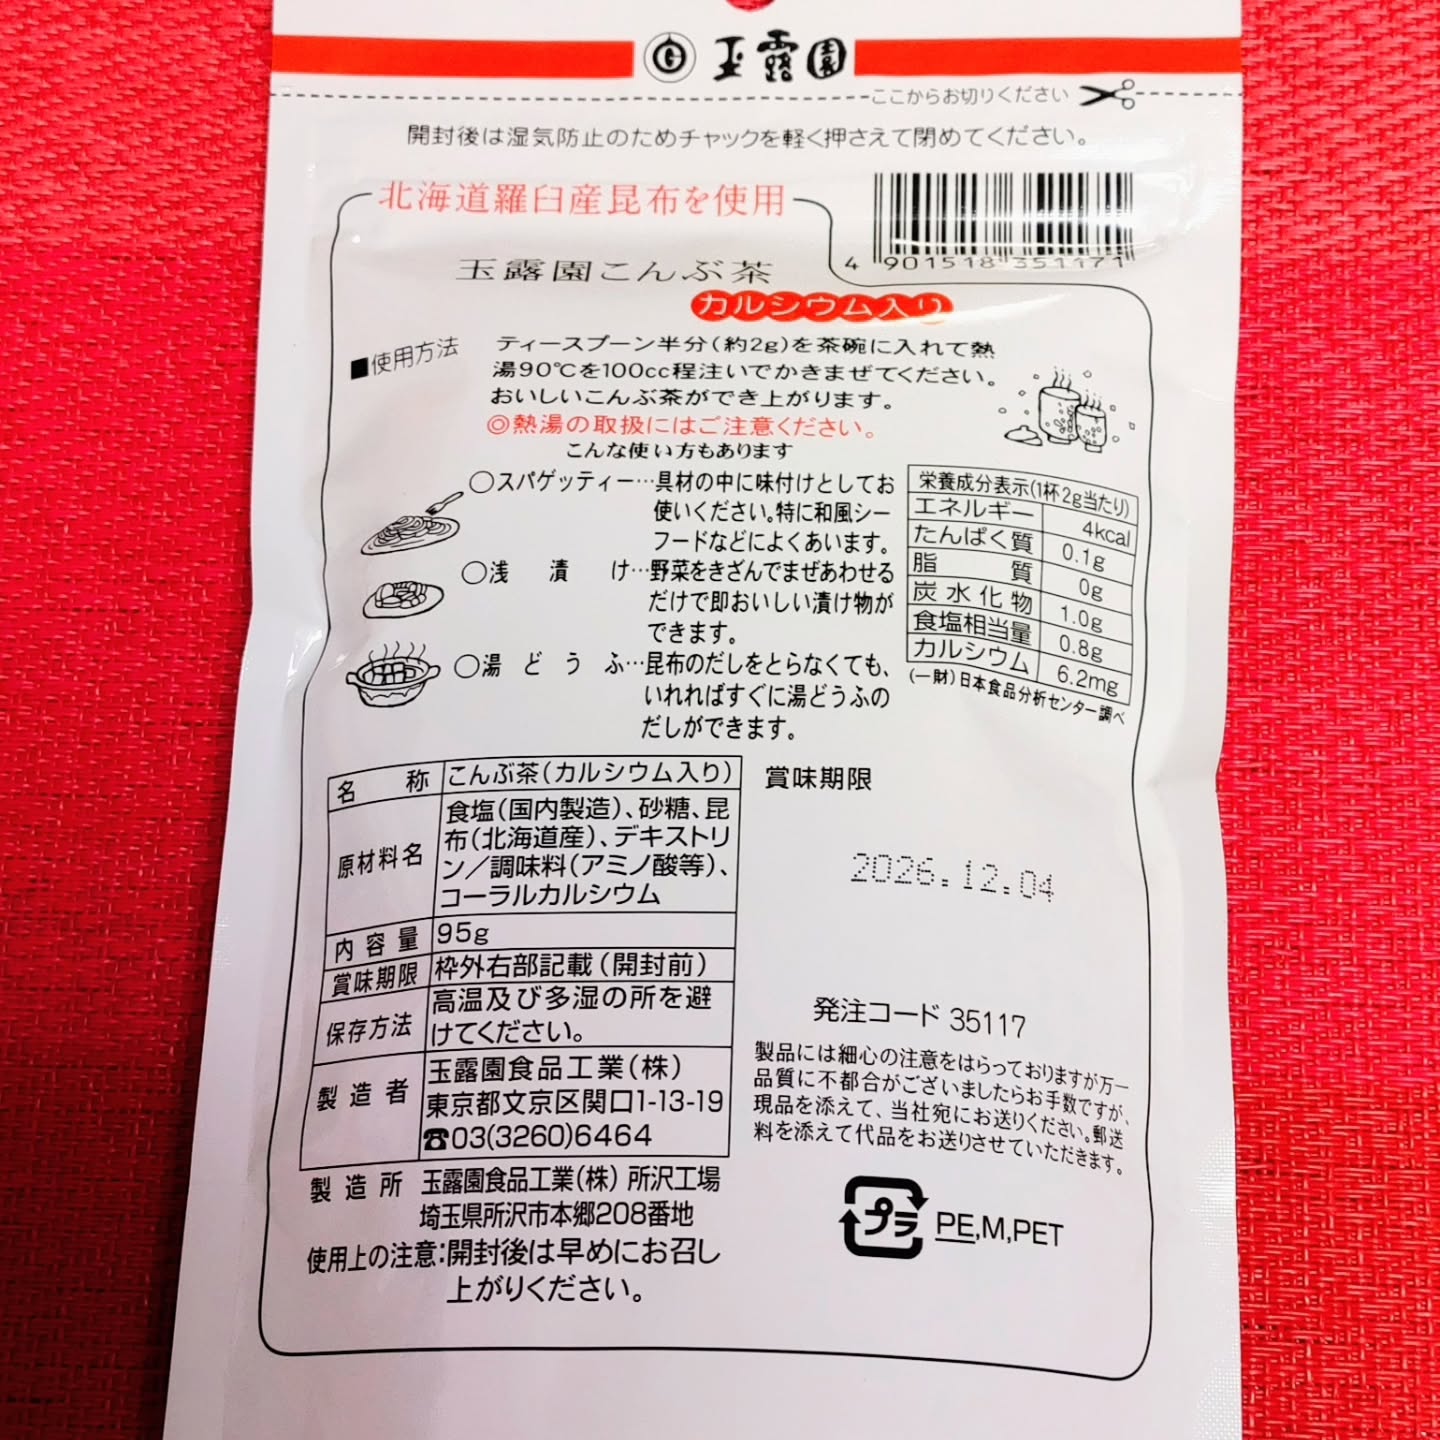 玉露園
ここからお切りください
開封後は湿気防止のためチャックを軽く押さえて閉めてください。
北海道羅臼産昆布を使用
4 901518 351171
玉露園こんぶ茶
カルシウム入り
■使用方法
ティースプーン半分(約2g)を茶碗に入れて熱
湯90℃を100cc程注いでかきまぜてください。
おいしいこんぶ茶ができ上がります。
◎熱湯の取扱にはご注意ください。
こんな使い方もあります
○スパゲッティー…具材の中に味付けとしてお
使いください。特に和風シー
フードなどによくあいます。
○浅漬け…野菜をきざんでまぜあわせる
だけで即おいしい漬け物が
できます。
○湯どうふ…昆布のだしをとらなくても、
いれればすぐに湯どうふの
だしができます。
栄養成分表示(1杯2g当たり)
エネルギー 4kcal
たんぱく質 0.1g
脂質 0g
炭水化物 1.0g
食塩相当量 0.8g
カルシウム 6.2mg
(一財)日本食品分析センター調べ
名称 こんぶ茶(カルシウム入り)
原材料名 食塩(国内製造)、砂糖、昆
布(北海道産)、デキストリ
ン/調味料(アミノ酸等)、
コーラルカルシウム
内容量 95g
賞味期限 枠外右部記載(開封前)
保存方法 高温及び多湿の所を避
けてください。
製造者 玉露園食品工業(株)
東京都文京区関口1-13-19
☎03(3260)6464
製造所 玉露園食品工業(株) 所沢工場
埼玉県所沢市本郷208番地
使用上の注意:開封後は早めにお召し
上がりください。
賞味期限
2026.12.04
発注コード 35117
製品には細心の注意をはらっておりますが万一
品質に不都合がございましたらお手数ですが、
現品を添えて、当社宛にお送りください。郵送
料を添えて代品をお送りさせていただきます。
プラ PE,M,PET